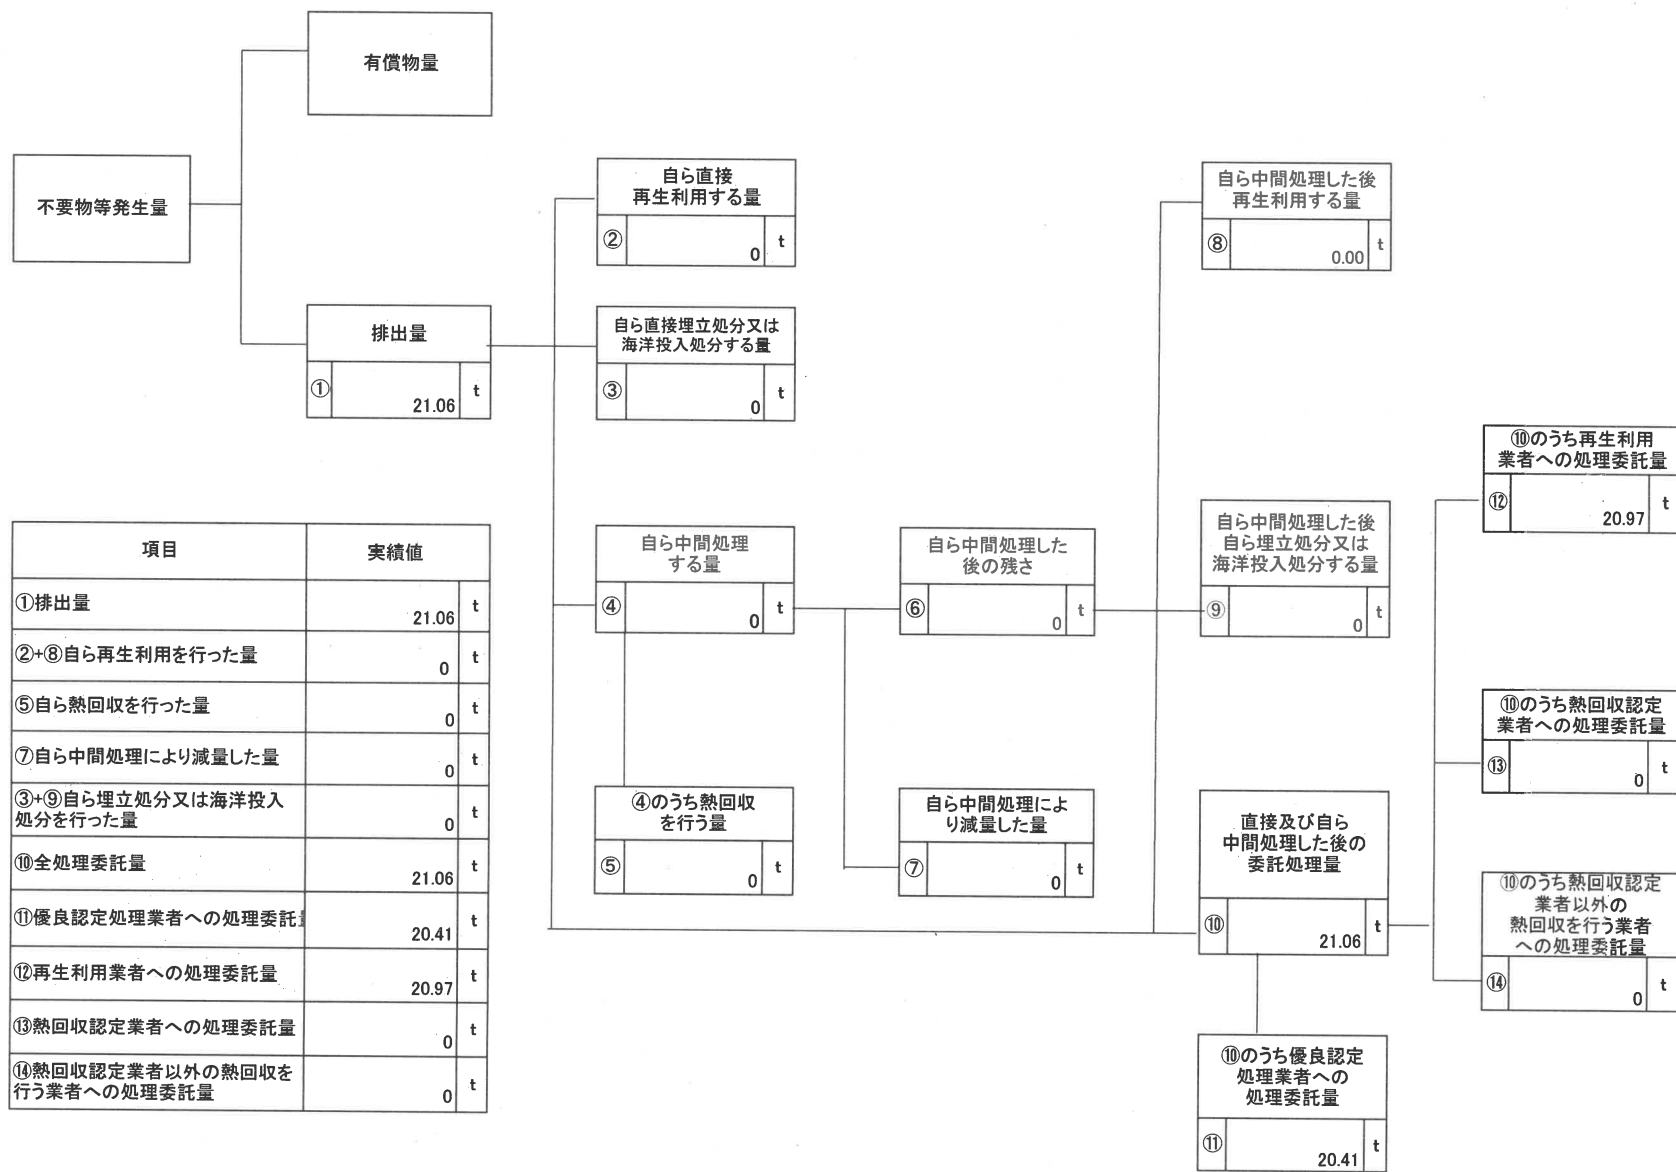 有償物量
不要物等発生量
排出量
①
21.06
t
自ら直接
再生利用する量
②
0
t
自ら直接埋立処分又は
海洋投入処分する量
③
0
t
自ら中間処理
する量
④
0
t
④のうち熱回収
を行う量
⑤
0
t
自ら中間処理した
後の残さ
⑥
0
t
自ら中間処理によ
り減量した量
⑦
0
t
自ら中間処理した後
再生利用する量
⑧
0.00
t
自ら中間処理した後
自ら埋立処分又は
海洋投入処分する量
⑨
0
t
直接及び自ら
中間処理した後の
委託処理量
⑩
21.06
t
⑩のうち優良認定
処理業者への
処理委託量
⑪
20.41
t
⑩のうち再生利用
業者への処理委託量
⑫
20.97
t
⑩のうち熱回収認定
業者への処理委託量
⑬
0
t
⑩のうち熱回収認定
業者以外の
熱回収を行う業者
への処理委託量
⑭
0
t
項目 実績値
①排出量 21.06 t
②+⑧自ら再生利用を行った量 0 t
⑤自ら熱回収を行った量 0 t
⑦自ら中間処理により減量した量 0 t
③+⑨自ら埋立処分又は海洋投入
処分を行った量 0 t
⑩全処理委託量 21.06 t
⑪優良認定処理業者への処理委託 20.41 t
⑫再生利用業者への処理委託量 20.97 t
⑬熱回収認定業者への処理委託量 0 t
⑭熱回収認定業者以外の熱回収を
行う業者への処理委託量 0 t